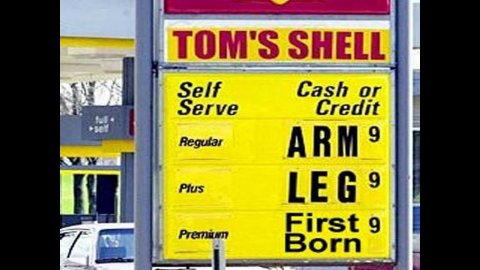 TOM'S SHELL
Self Serve
Cash or Credit
Regular ARM 9
Plus LEG 9
Premium First Born 9
full
self